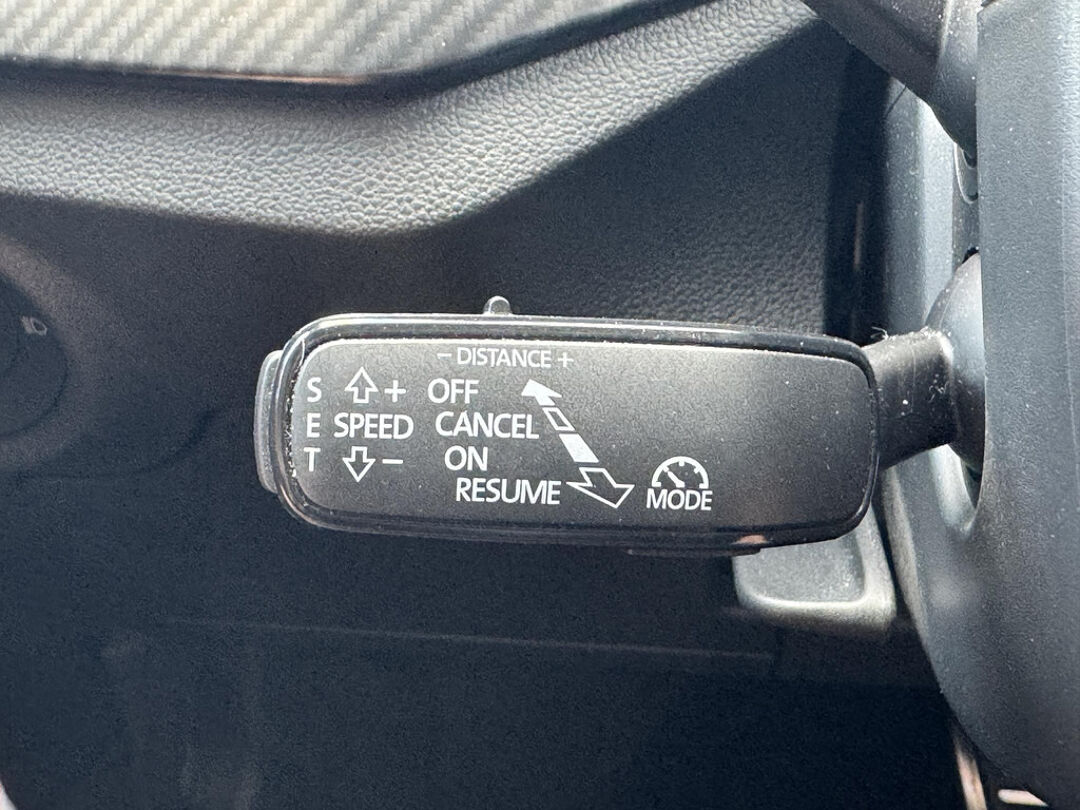 − DISTANCE +
S + OFF
E SPEED CANCEL
T − ON
RESUME
MODE